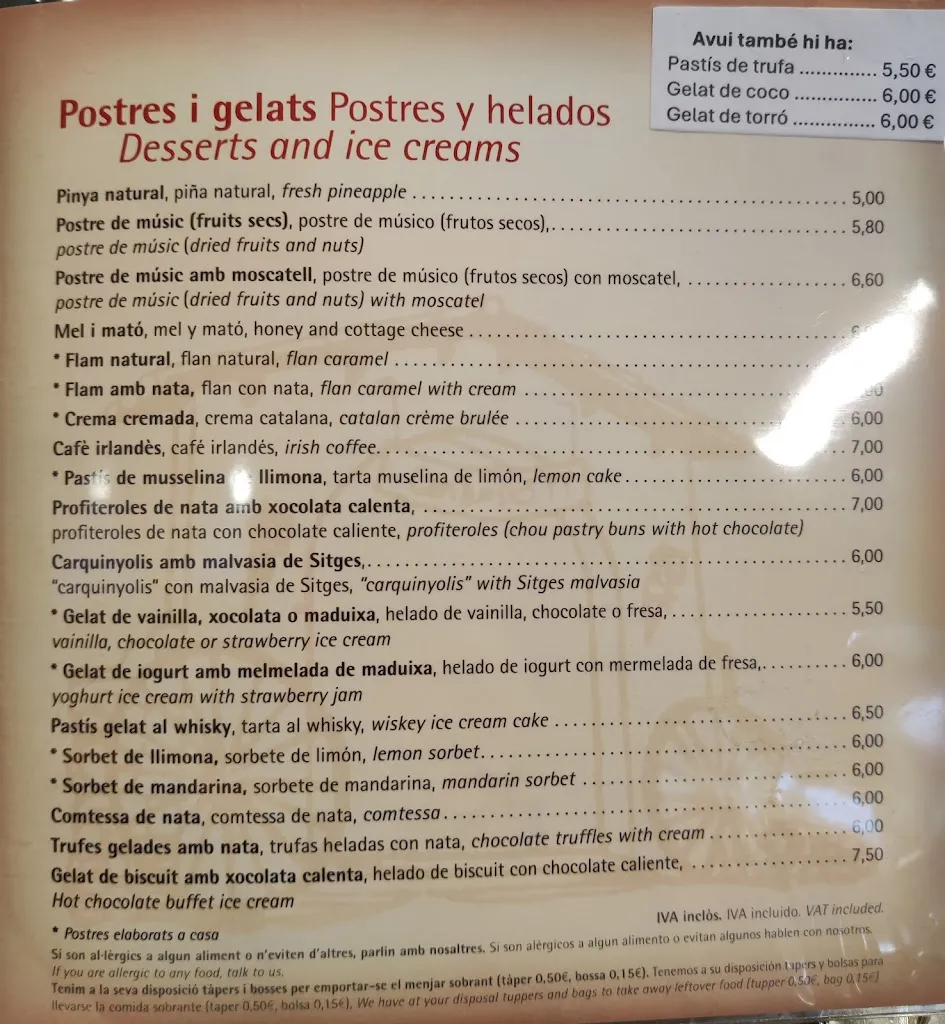 Avui també hi ha:
Pastís de trufa .............. 5,50 €
Gelat de coco .............. 6,00 €
Gelat de torró .............. 6,00 €
Postres i gelats Postres y helados
Desserts and ice creams
Pinya natural, piña natural, fresh pineapple .......... 5,00
Postre de músic (fruits secs), postre de músico (frutos secos), .......... 5,80
postre de músic (dried fruits and nuts)
Postre de músic amb moscatell, postre de músico (frutos secos) con moscatel, .......... 6,60
postre de músic (dried fruits and nuts) with moscatel
Mel i mató, mel y mató, honey and cottage cheese ..........
* Flam natural, flan natural, flan caramel ..........
* Flam amb nata, flan con nata, flan caramel with cream ..........
* Crema cremada, crema catalana, catalan crème brulée .......... 6,00
Cafè irlandès, café irlandés, irish coffee .......... 7,00
* Pastís de musselina llimona, tarta muselina de limón, lemon cake .......... 6,00
Profiteroles de nata amb xocolata calenta, .......... 7,00
profiteroles de nata con chocolate caliente, profiteroles (chou pastry buns with hot chocolate)
Carquinyolis amb malvasia de Sitges, .......... 6,00
"carquinyolis" con malvasia de Sitges, "carquinyolis" with Sitges malvasia
* Gelat de vainilla, xocolata o maduixa, helado de vainilla, chocolate o fresa, .......... 5,50
vainilla, chocolate or strawberry ice cream
* Gelat de iogurt amb melmelada de maduixa, helado de iogurt con mermelada de fresa, .......... 6,00
yoghurt ice cream with strawberry jam
Pastís gelat al whisky, tarta al whisky, wiskey ice cream cake .......... 6,50
* Sorbet de llimona, sorbete de limón, lemon sorbet .......... 6,00
* Sorbet de mandarina, sorbete de mandarina, mandarin sorbet .......... 6,00
Comtessa de nata, comtessa de nata, comtessa .......... 6,00
Trufes gelades amb nata, trufas heladas con nata, chocolate truffles with cream .......... 6,00
Gelat de biscuit amb xocolata calenta, helado de biscuit con chocolate caliente, .......... 7,50
Hot chocolate buffet ice cream
IVA inclòs. IVA incluido. VAT included.
* Postres elaborats a casa
Si son al·lèrgics a algun aliment o n'eviten d'altres, parlin amb nosaltres. Si son alérgicos a algun alimento o evitan algunos hablen con nosotros.
If you are allergic to any food, talk to us.
Tenim a la seva disposició tàpers i bosses per emportar-se el menjar sobrant (tàper 0,50€, bossa 0,15€). Tenemos a su disposición tapers y bolsas para
llevarse la comida sobrante (taper 0,50€, bolsa 0,15€), We have at your disposal tuppers and bags to take away leftover food (tupper 0,50€, bag 0,15€)